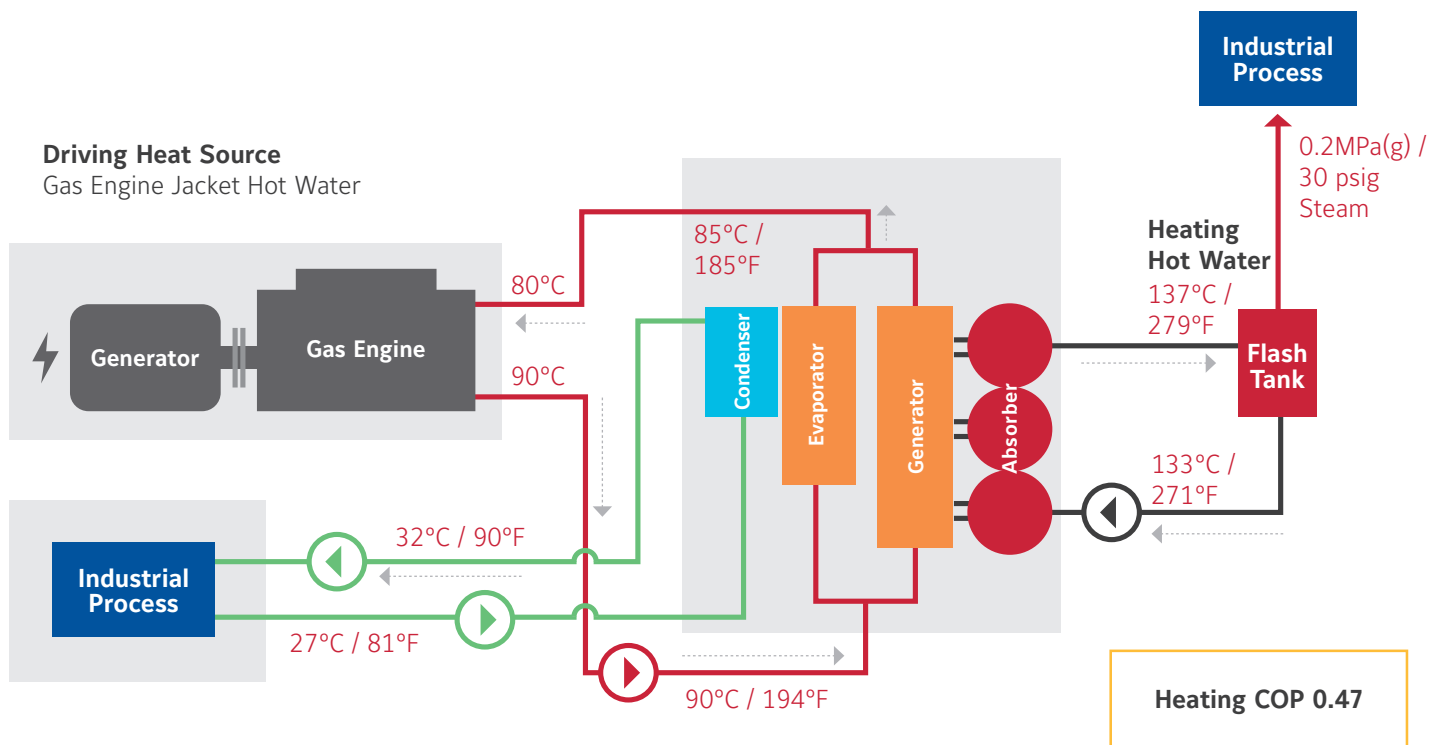 Industrial
Process
0.2MPa(g) /
30 psig
Steam
Driving Heat Source
Gas Engine Jacket Hot Water
85°C /
185°F
Heating
Hot Water
137°C /
279°F
80°C
Generator
Gas Engine
90°C
Condenser
Evaporator
Generator
Absorber
Flash
Tank
133°C /
271°F
32°C / 90°F
Industrial
Process
27°C / 81°F
90°C / 194°F
Heating COP 0.47